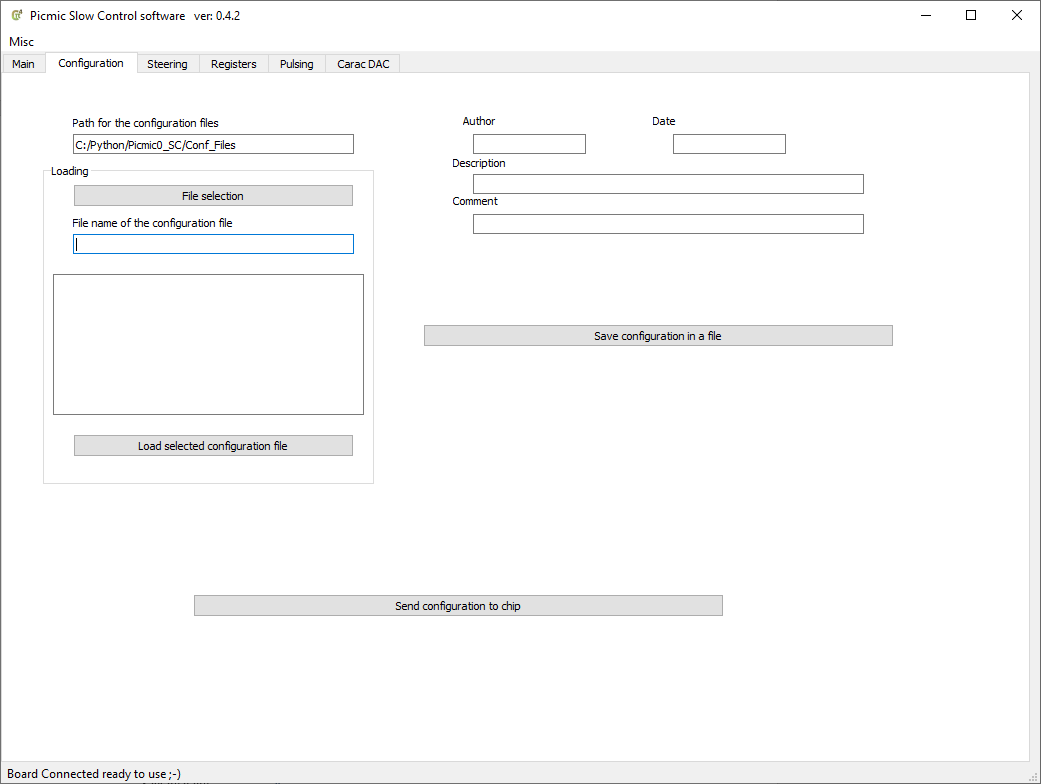 Picmic Slow Control software ver: 0.4.2
Misc
Main Configuration Steering Registers Pulsing Carac DAC
Path for the configuration files
C:/Python/Picmic0_SC/Conf_Files
Loading
File selection
File name of the configuration file
Load selected configuration file
Author Date
Description
Comment
Save configuration in a file
Send configuration to chip
Board Connected ready to use ;-)